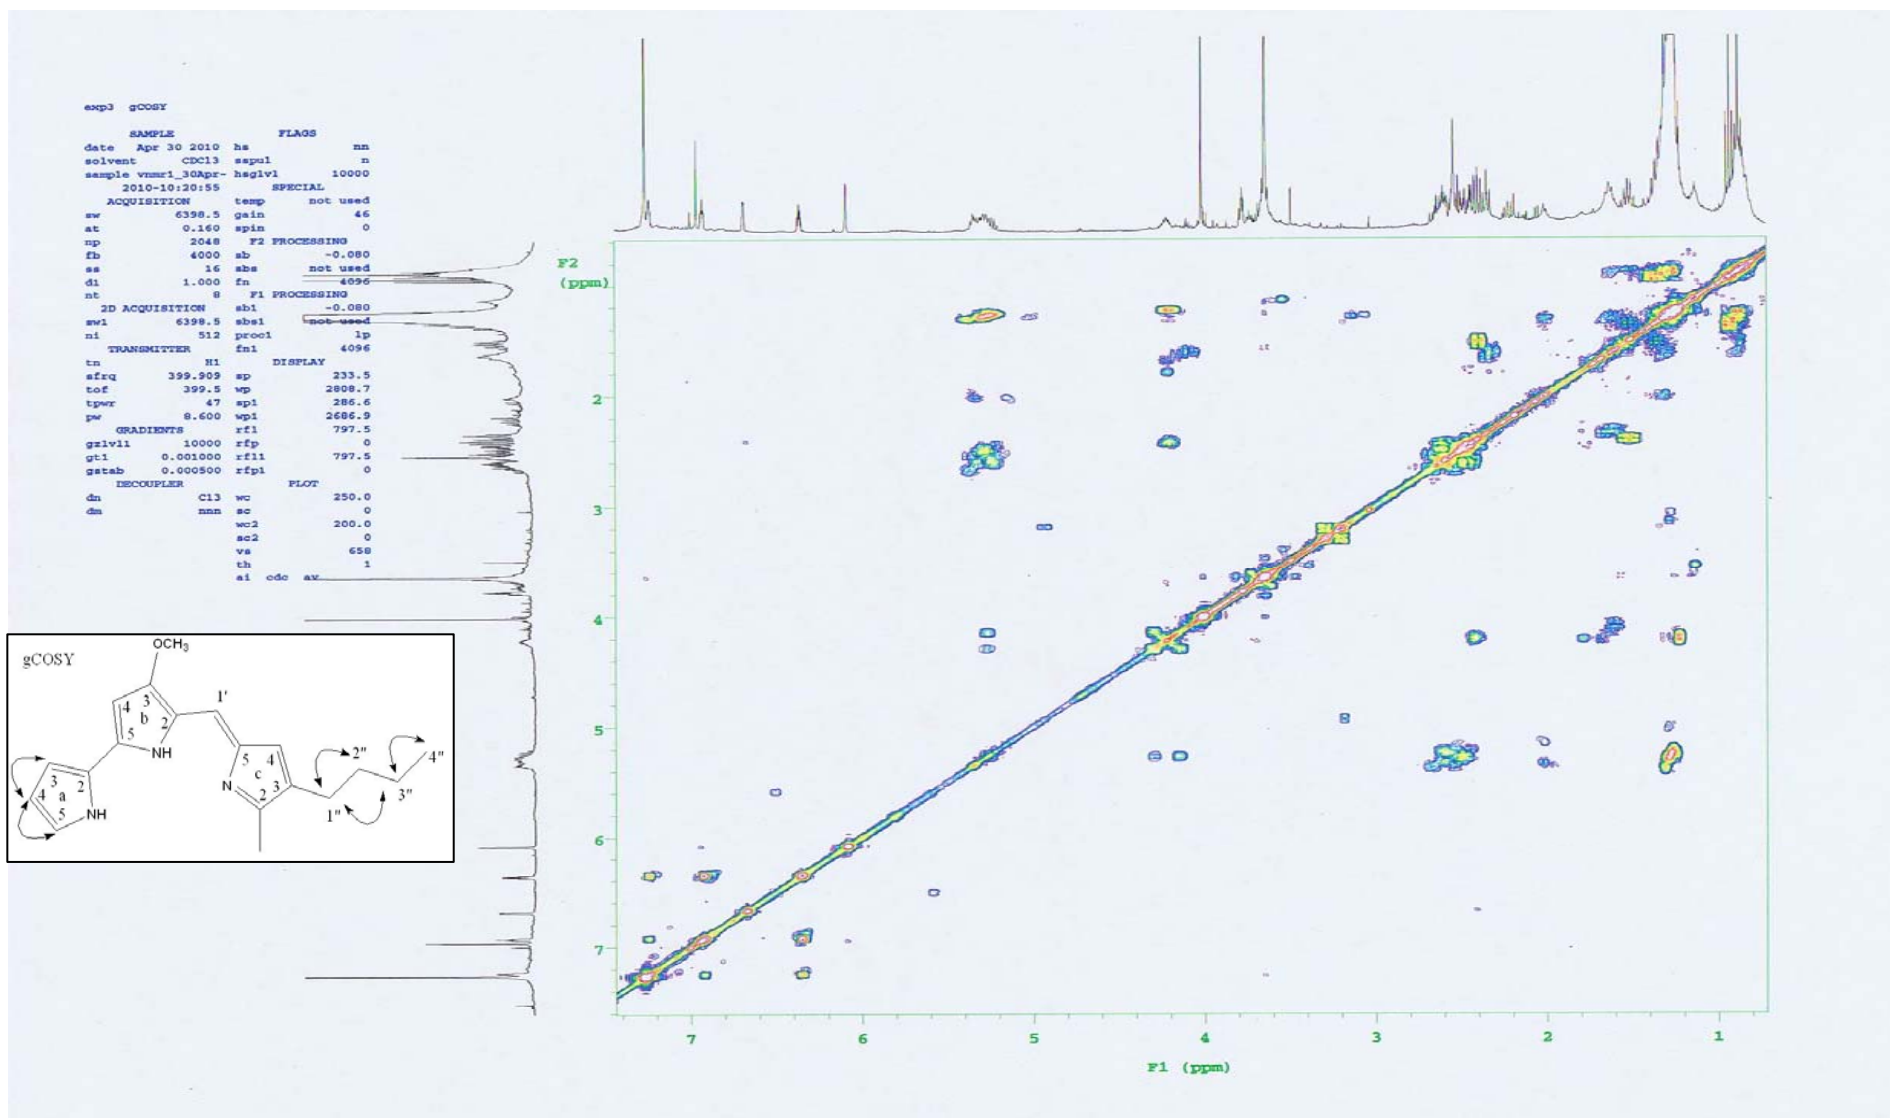 exp3 gCOSY
SAMPLE FLAGS
date Apr 30 2010 hs nn
solvent CDCl3 sspul n
sample vnmr1_30Apr- hsglvl 10000
2010-10:20:55 SPECIAL
ACQUISITION temp not used
sw 6398.5 gain 46
at 0.160 spin 0
np 2048 F2 PROCESSING
fb 4000 sb -0.080
ss 16 sbs not used
d1 1.000 fn 4096
nt 8 F1 PROCESSING
2D ACQUISITION sb1 -0.080
sw1 6398.5 sbs1 not used
ni 512 proc1 lp
TRANSMITTER fn1 4096
tn H1 DISPLAY
sfrq 399.909 sp 233.5
tof 399.5 wp 2808.7
tpwr 47 sp1 286.6
pw 8.600 wp1 2686.9
GRADIENTS rfl 797.5
gzlvl1 10000 rfp 0
gt1 0.001000 rfl1 797.5
gstab 0.000500 rfp1 0
DECOUPLER PLOT
dn C13 wc 250.0
dm nnn sc 0
wc2 200.0
sc2 0
vs 658
th 1
ai cdc av
F2
(ppm)
2
3
4
5
6
7
7 6 5 4 3 2 1
F1 (ppm)
gCOSY
OCH3
1'
4 3
b
5 2
NH
2"
4"
5 4
c
3"
3 2
N
a
2 3
4
1"
5 NH